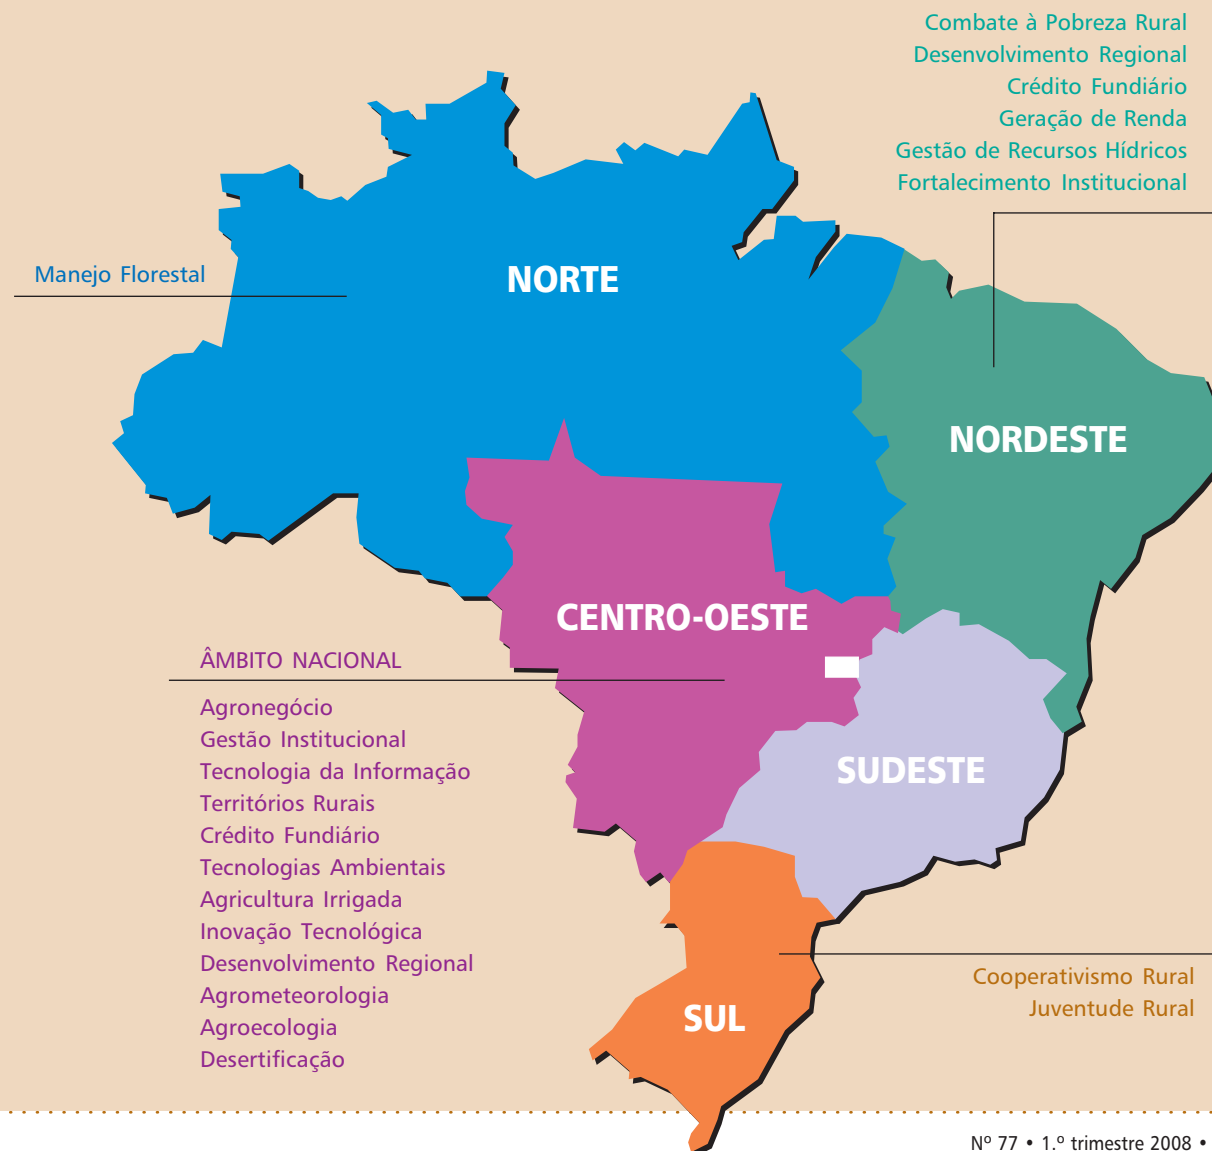 Combate à Pobreza Rural
Desenvolvimento Regional
Crédito Fundiário
Geração de Renda
Gestão de Recursos Hídricos
Fortalecimento Institucional
Manejo Florestal
NORTE
NORDESTE
CENTRO-OESTE
ÂMBITO NACIONAL
Agronegócio
Gestão Institucional
Tecnologia da Informação
Territórios Rurais
Crédito Fundiário
Tecnologias Ambientais
Agricultura Irrigada
Inovação Tecnológica
Desenvolvimento Regional
Agrometeorologia
Agroecologia
Desertificação
SUDESTE
Cooperativismo Rural
Juventude Rural
SUL
Nº 77 • 1.º trimestre 2008 •